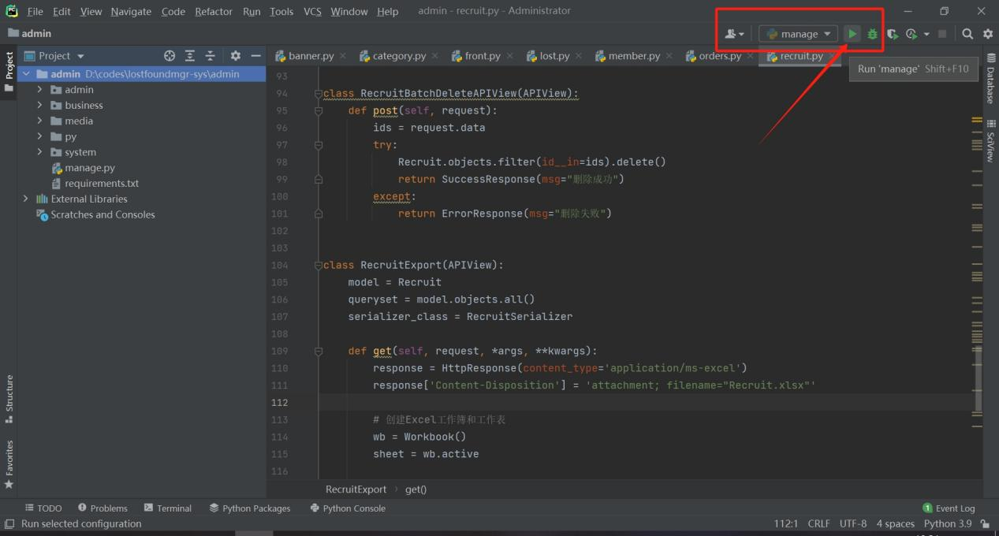 PC File Edit View Navigate Code Refactor Run Tools VCS Window Help admin - recruit.py - Administrator
admin manage
Project banner.py category.py front.py lost.py member.py orders.py recruit.py
Run 'manage' Shift+F10
Project
admin D:\codes\lostfoundmgr-sys\admin
admin
business
media
py
system
manage.py
requirements.txt
External Libraries
Scratches and Consoles
Structure
Favorites
93
94 class RecruitBatchDeleteAPIView(APIView):
95 def post(self, request):
96 ids = request.data
97 try:
98 Recruit.objects.filter(id__in=ids).delete()
99 return SuccessResponse(msg="删除成功")
100 except:
101 return ErrorResponse(msg="删除失败")
102
103
104 class RecruitExport(APIView):
105 model = Recruit
106 queryset = model.objects.all()
107 serializer_class = RecruitSerializer
108
109 def get(self, request, *args, **kwargs):
110 response = HttpResponse(content_type='application/ms-excel')
111 response['Content-Disposition'] = 'attachment; filename="Recruit.xlsx"'
112
113 # 创建Excel工作簿和工作表
114 wb = Workbook()
115 sheet = wb.active
116
Database
SciView
RecruitExport › get()
TODO Problems Terminal Python Packages Python Console 1 Event Log
Run selected configuration 112:1 CRLF UTF-8 4 spaces Python 3.9